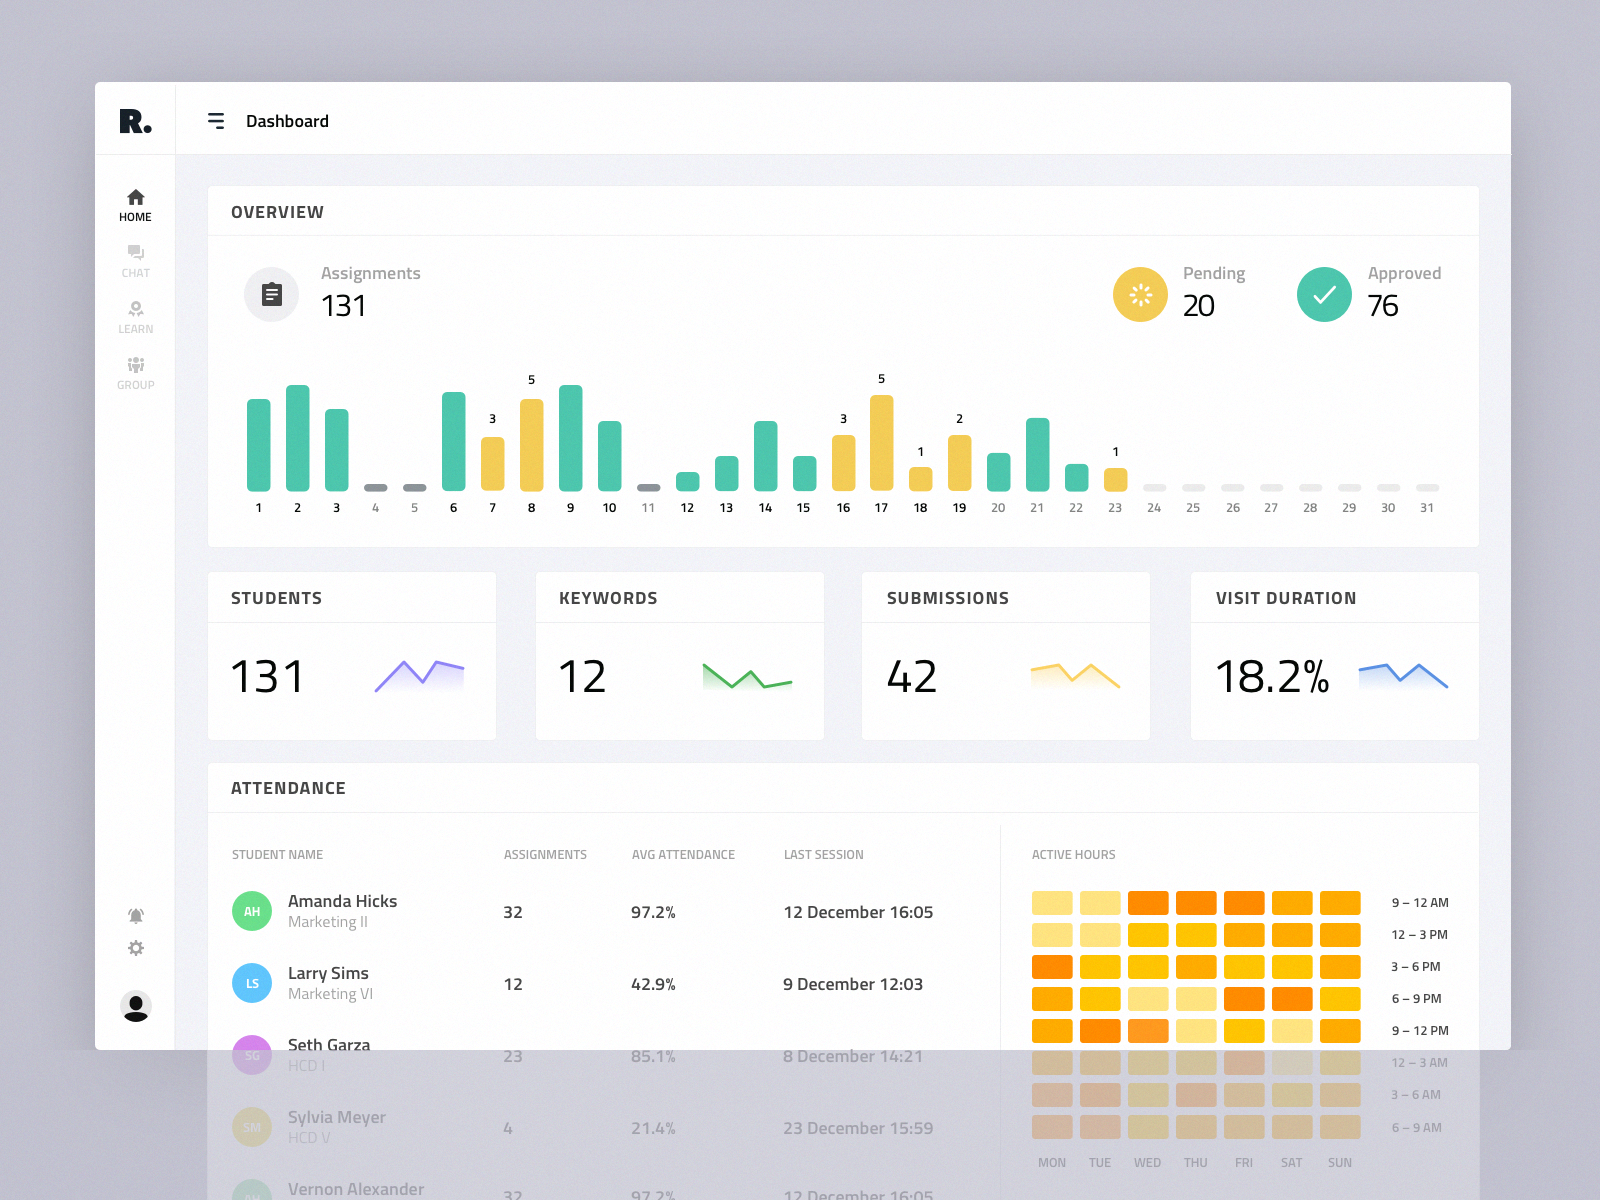 R.
Dashboard
HOME
CHAT
LEARN
GROUP
OVERVIEW
Assignments
131
Pending
20
Approved
76
3 5 3 5 1 2 1
1 2 3 4 5 6 7 8 9 10 11 12 13 14 15 16 17 18 19 20 21 22 23 24 25 26 27 28 29 30 31
STUDENTS
131
KEYWORDS
12
SUBMISSIONS
42
VISIT DURATION
18.2%
ATTENDANCE
STUDENT NAME ASSIGNMENTS AVG ATTENDANCE LAST SESSION
AH Amanda Hicks 32 97.2% 12 December 16:05
Marketing II
LS Larry Sims 12 42.9% 9 December 12:03
Marketing VI
SG Seth Garza 23 85.1% 8 December 14:21
HCD I
SM Sylvia Meyer 4 21.4% 23 December 15:59
HCD V
AH Vernon Alexander 32 97.2% 12 December 16:05
ACTIVE HOURS
9 – 12 AM
12 – 3 PM
3 – 6 PM
6 – 9 PM
9 – 12 PM
12 – 3 AM
3 – 6 AM
6 – 9 AM
MON TUE WED THU FRI SAT SUN